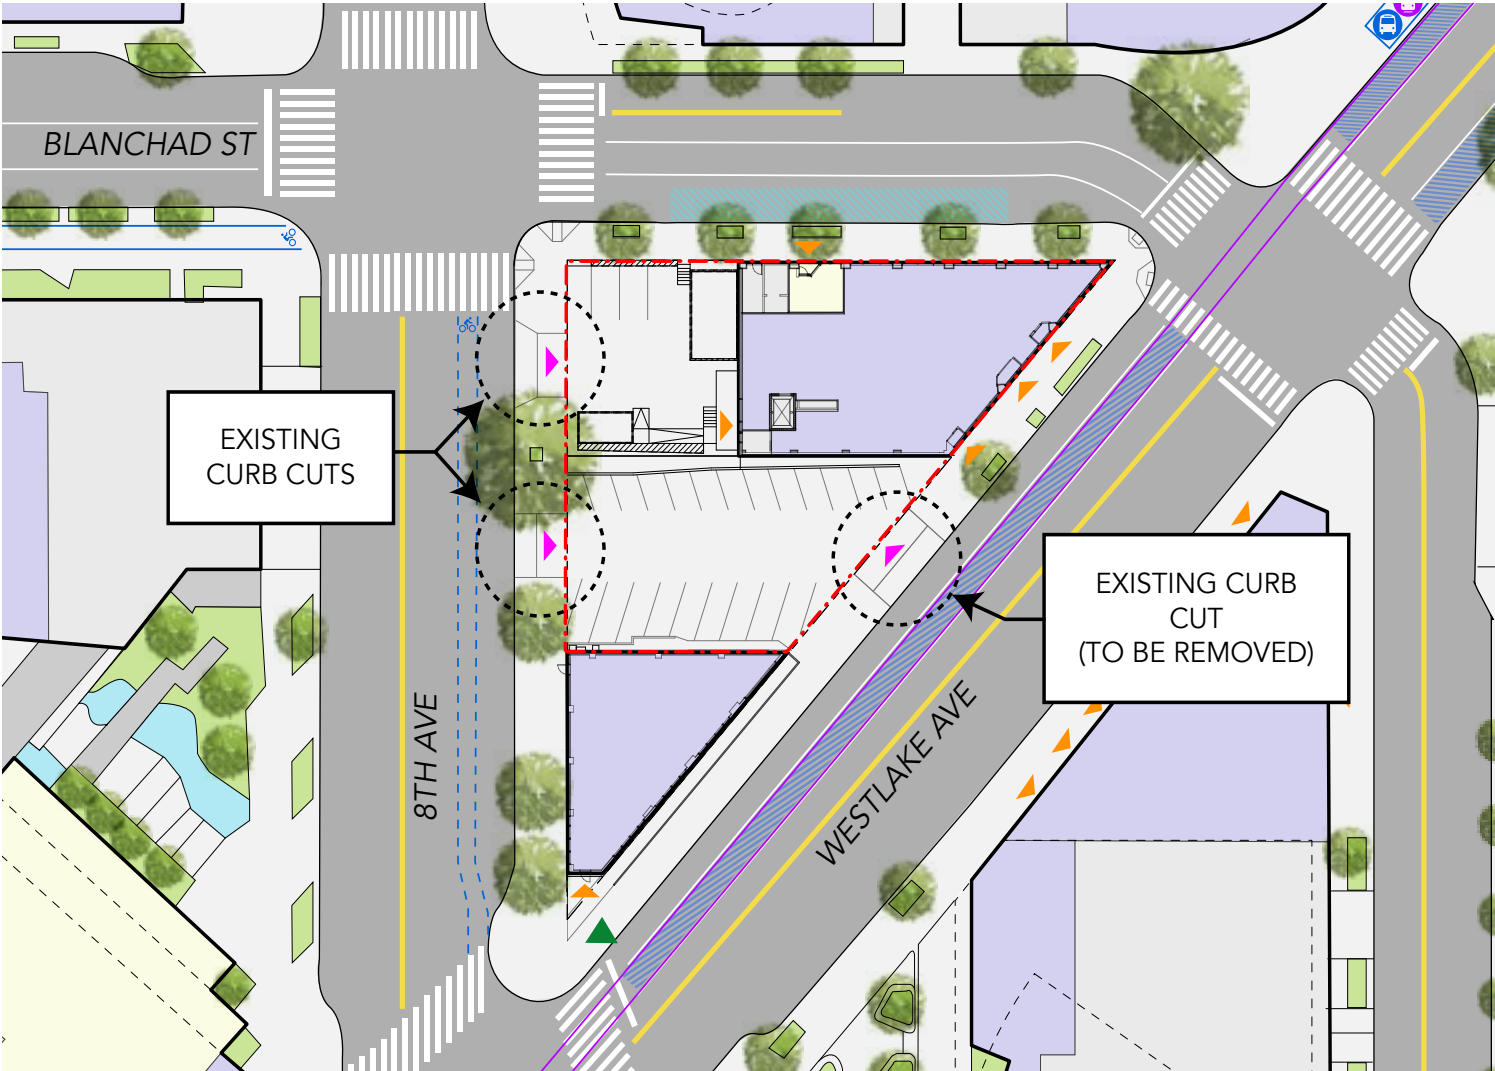 BLANCHAD ST
EXISTING
CURB CUTS
EXISTING CURB
CUT
(TO BE REMOVED)
8TH AVE
WESTLAKE AVE